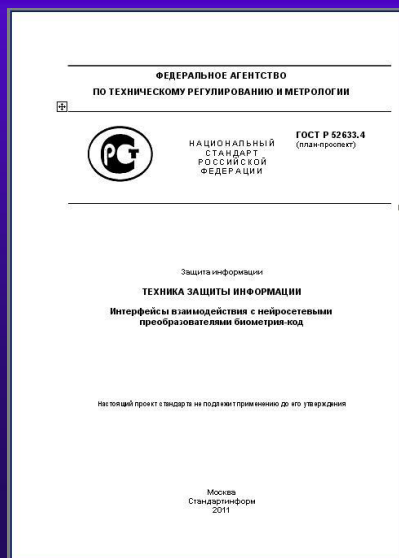 ФЕДЕРАЛЬНОЕ АГЕНТСТВО
ПО ТЕХНИЧЕСКОМУ РЕГУЛИРОВАНИЮ И МЕТРОЛОГИИ
РСТ
НАЦИОНАЛЬНЫЙ
СТАНДАРТ
РОССИЙСКОЙ
ФЕДЕРАЦИИ
ГОСТ Р 52633.4
(план-проспект)
Защита информации
ТЕХНИКА ЗАЩИТЫ ИНФОРМАЦИИ
Интерфейсы взаимодействия с нейросетевыми
преобразователями биометрия-код
Настоящий проект стандарта не подлежит применению до его утверждения
Москва
Стандартинформ
2011